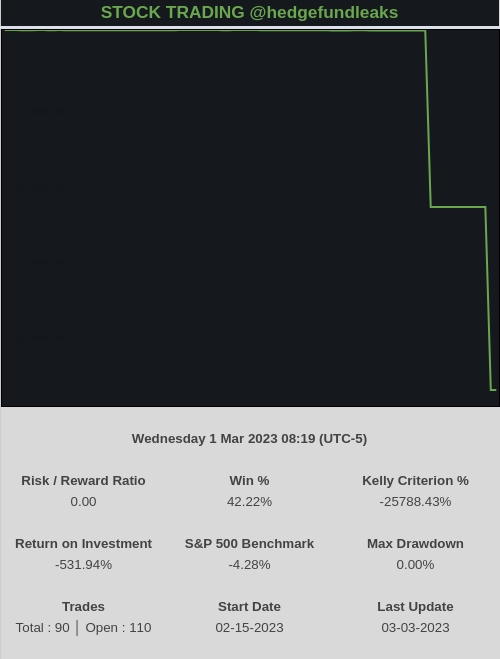 STOCK TRADING @hedgefundleaks
Wednesday 1 Mar 2023 08:19 (UTC-5)
Risk / Reward Ratio Win % Kelly Criterion %
0.00 42.22% -25788.43%
Return on Investment S&P 500 Benchmark Max Drawdown
-531.94% -4.28% 0.00%
Trades Start Date Last Update
Total : 90 │ Open : 110 02-15-2023 03-03-2023